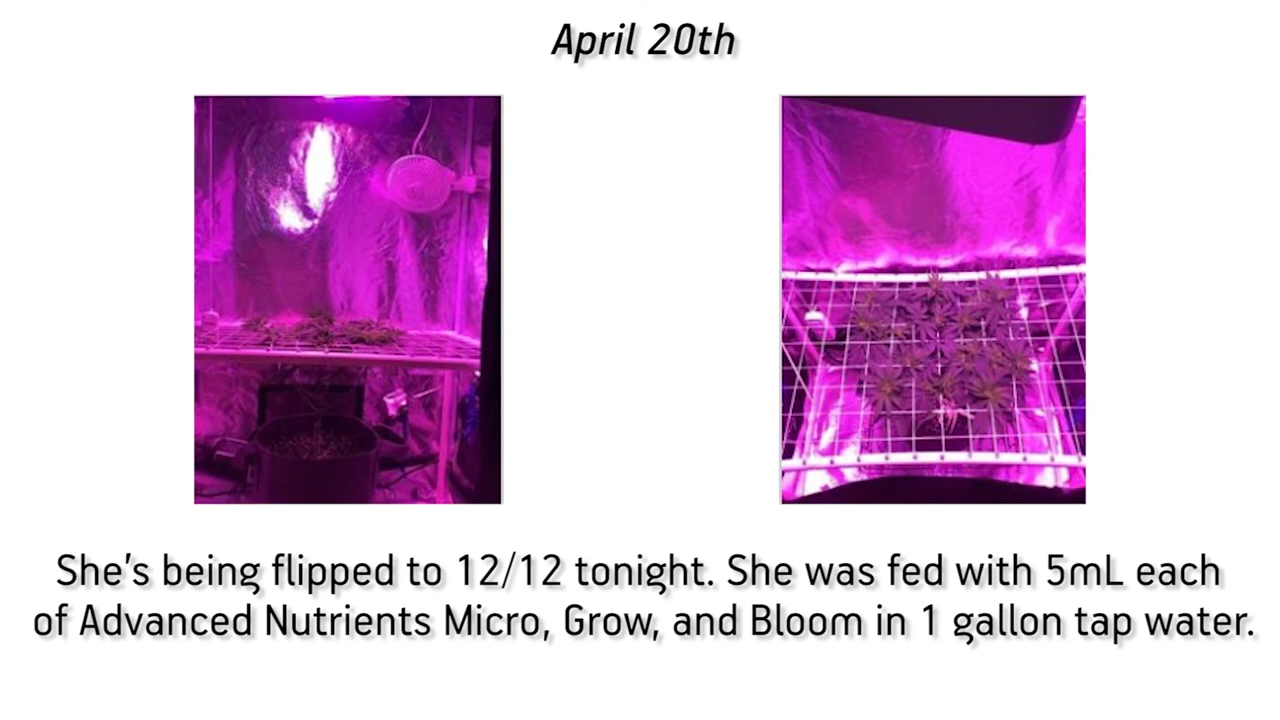 April 20th
She's being flipped to 12/12 tonight. She was fed with 5mL each
of Advanced Nutrients Micro, Grow, and Bloom in 1 gallon tap water.